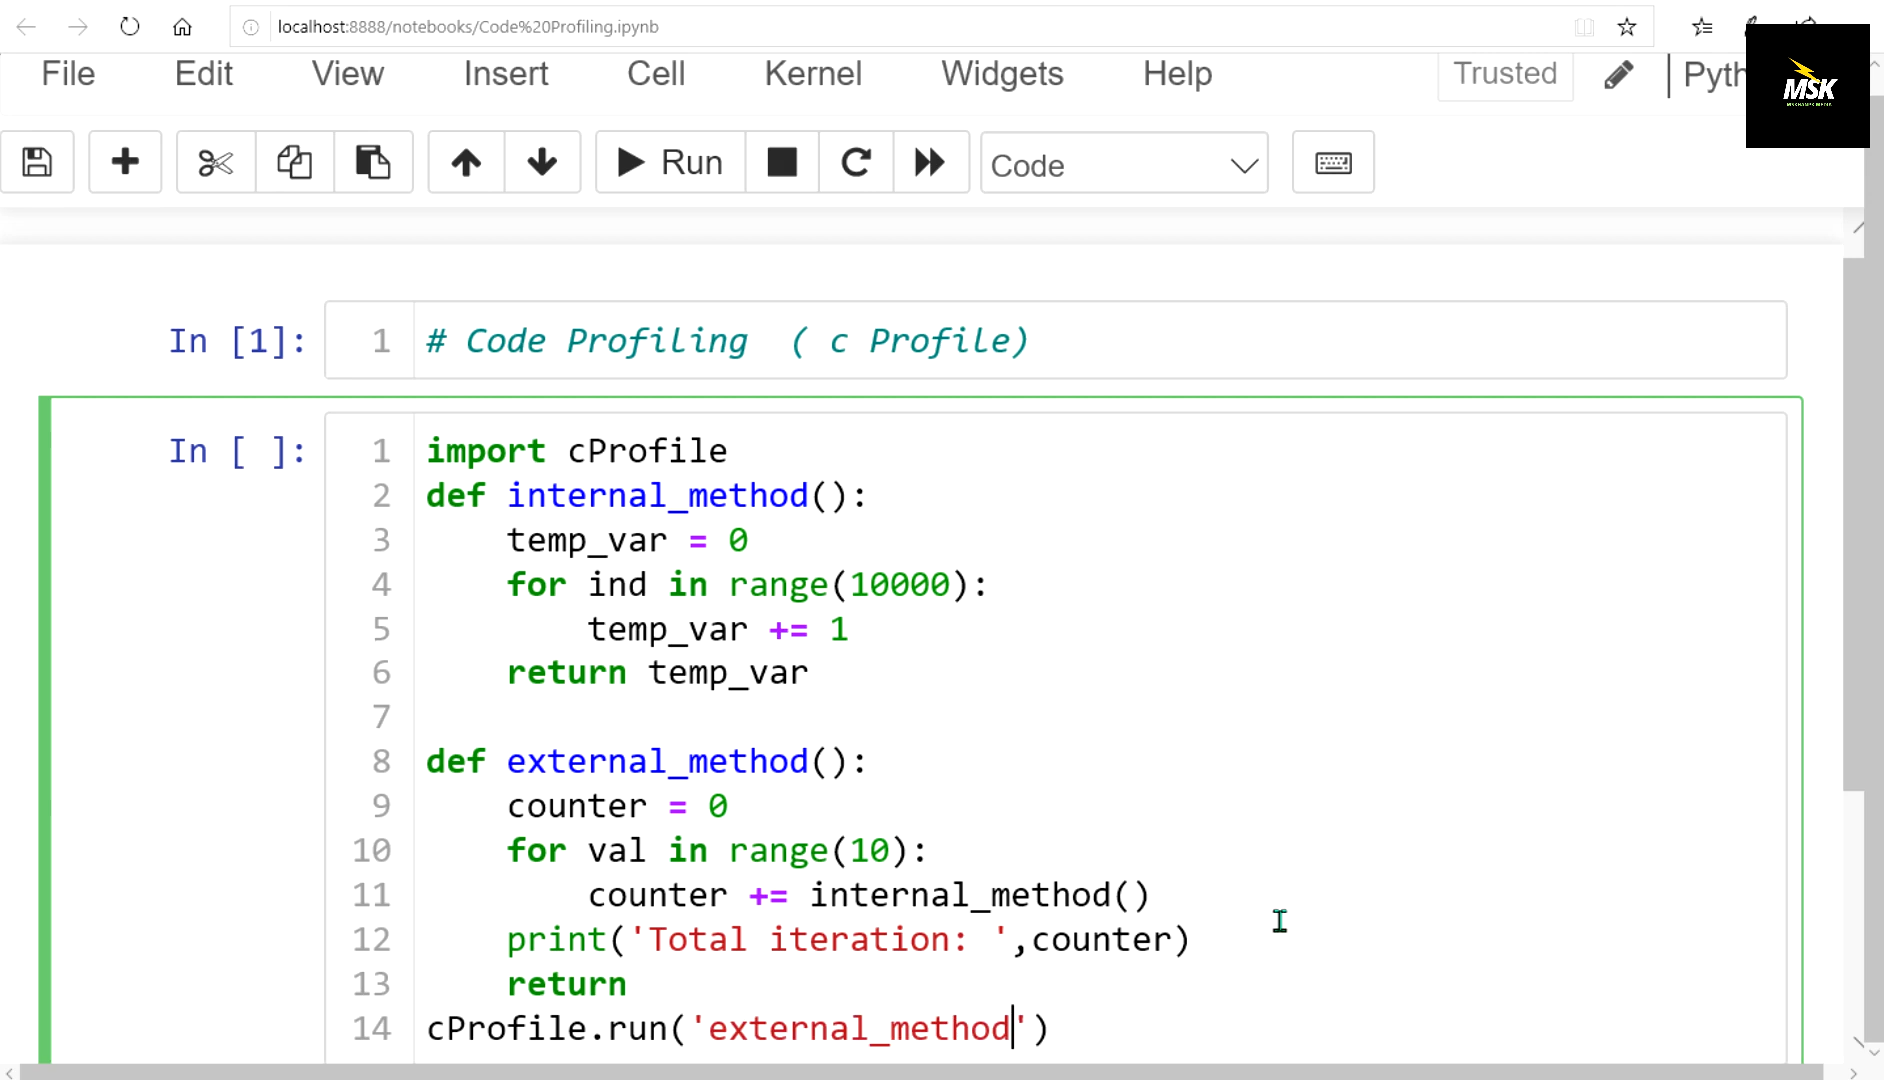 localhost:8888/notebooks/Code%20Profiling.ipynb
File Edit View Insert Cell Kernel Widgets Help Trusted Pyth
MSK
Run Code
In [1]: 1 # Code Profiling ( c Profile)
In [ ]: 1 import cProfile
2 def internal_method():
3 temp_var = 0
4 for ind in range(10000):
5 temp_var += 1
6 return temp_var
7
8 def external_method():
9 counter = 0
10 for val in range(10):
11 counter += internal_method()
12 print('Total iteration: ',counter)
13 return
14 cProfile.run('external_method')